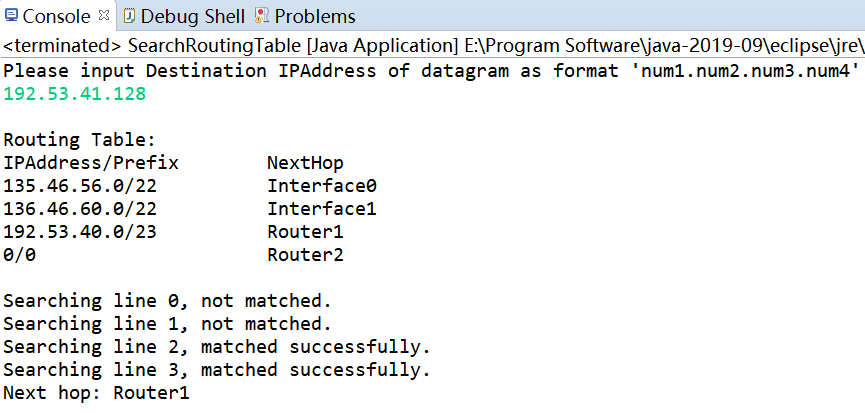 Console Debug Shell Problems
<terminated> SearchRoutingTable [Java Application] E:\Program Software\java-2019-09\eclipse\jre\
Please input Destination IPAddress of datagram as format 'num1.num2.num3.num4'
192.53.41.128
Routing Table:
IPAddress/Prefix NextHop
135.46.56.0/22 Interface0
136.46.60.0/22 Interface1
192.53.40.0/23 Router1
0/0 Router2
Searching line 0, not matched.
Searching line 1, not matched.
Searching line 2, matched successfully.
Searching line 3, matched successfully.
Next hop: Router1